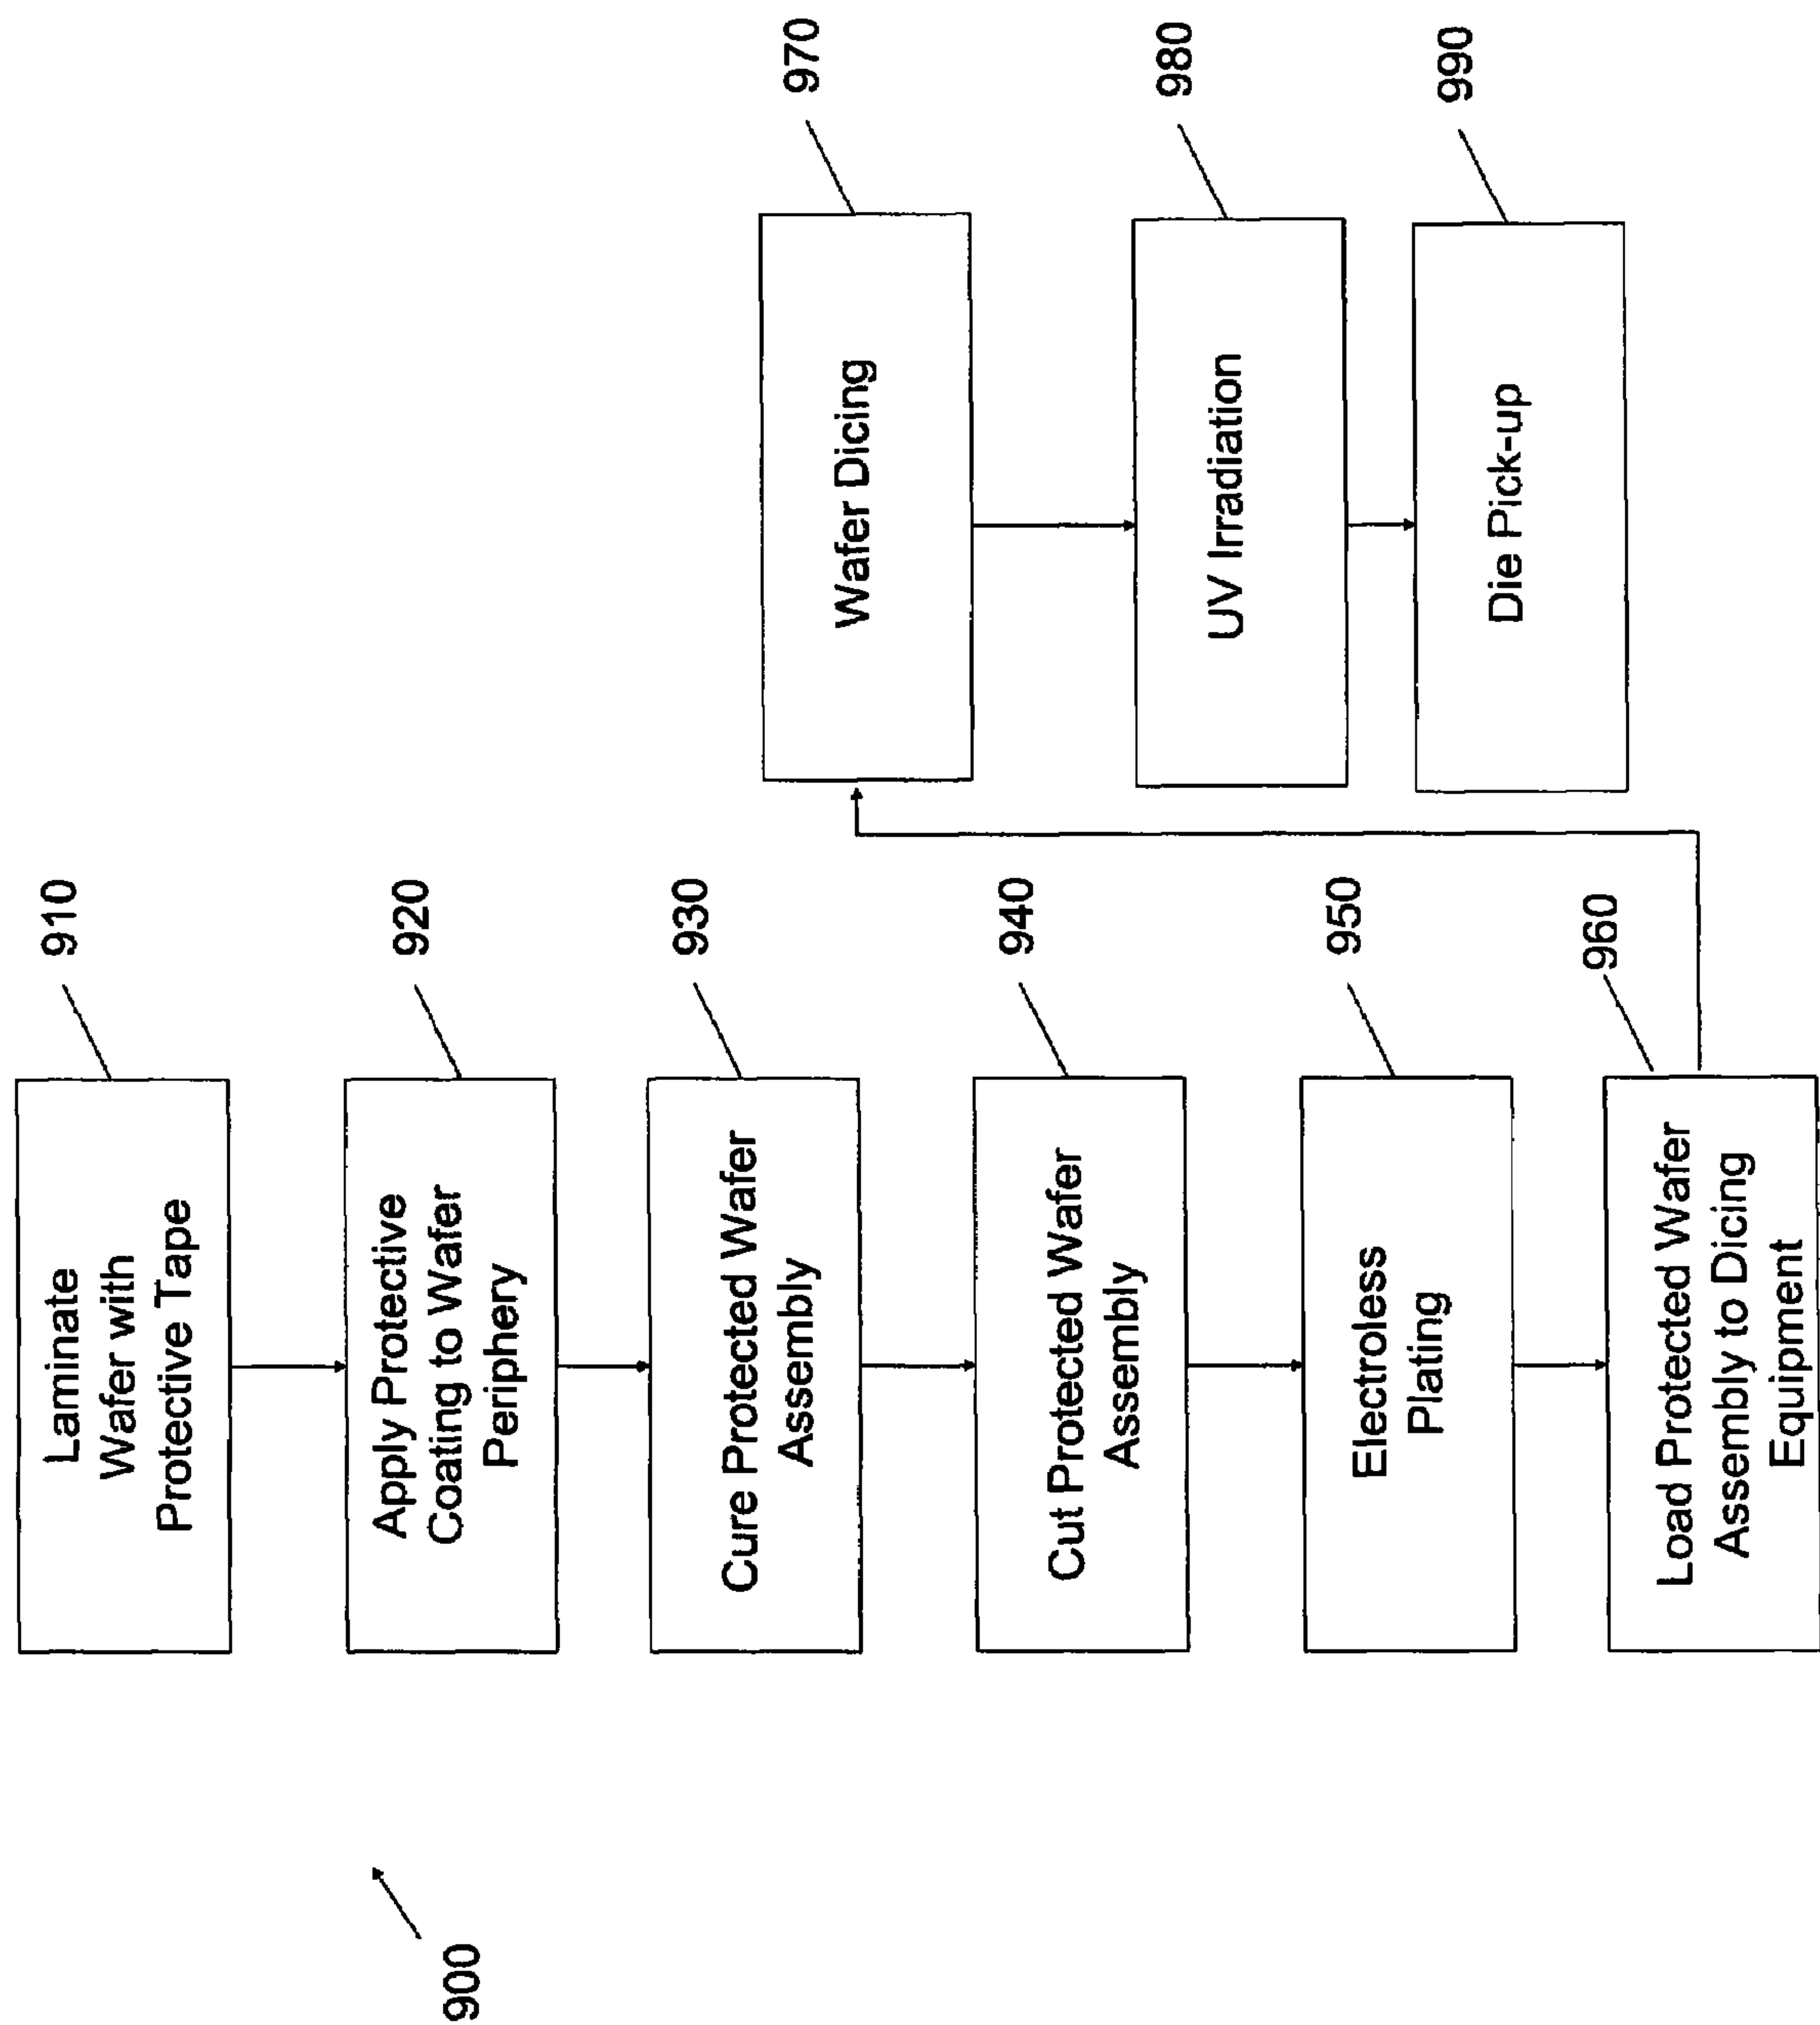 900
Laminate
Wafer with
Protective Tape
910
Apply Protective
Coating to Wafer
Periphery
920
Cure Protected Wafer
Assembly
930
Cut Protected Wafer
Assembly
940
Electroless
Plating
950
Load Protected Wafer
Assembly to Dicing
Equipment
960
Wafer Dicing
970
UV Irradiation
980
Die Pick-up
990